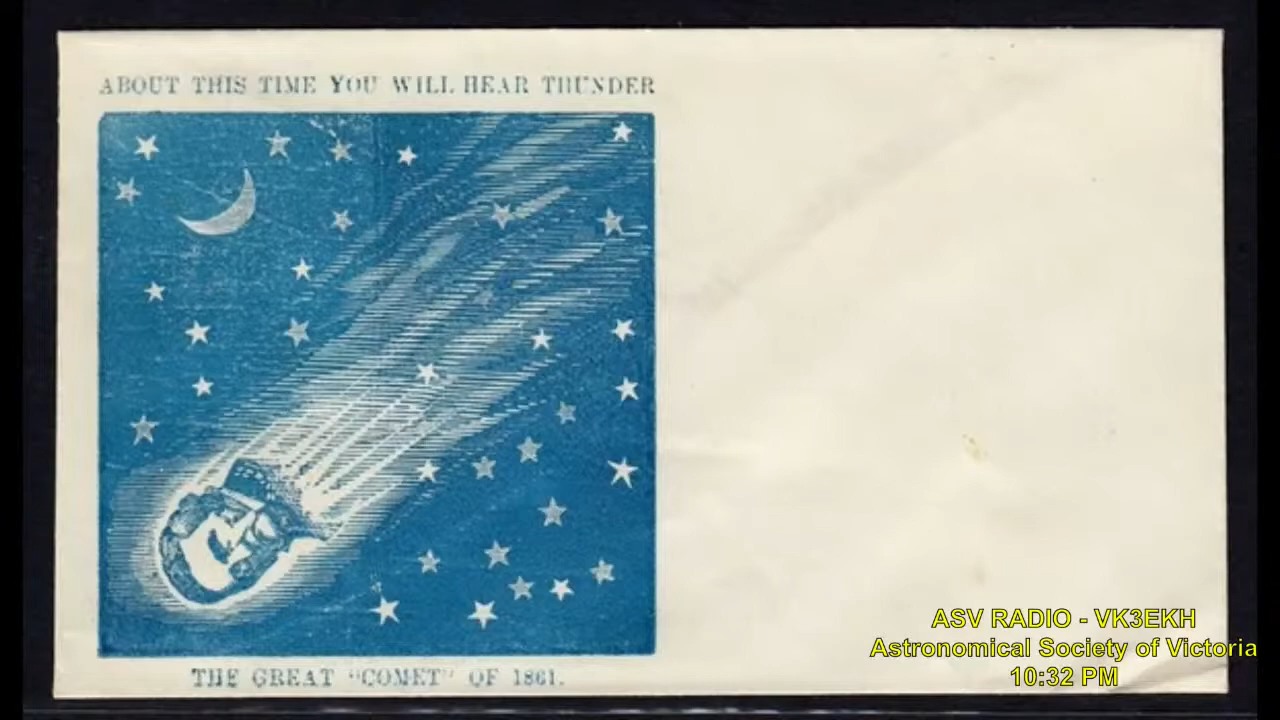 ABOUT THIS TIME YOU WILL HEAR THUNDER
THE GREAT "COMET" OF 1861.
ASV RADIO - VK3EKH
Astronomical Society of Victoria
10:32 PM